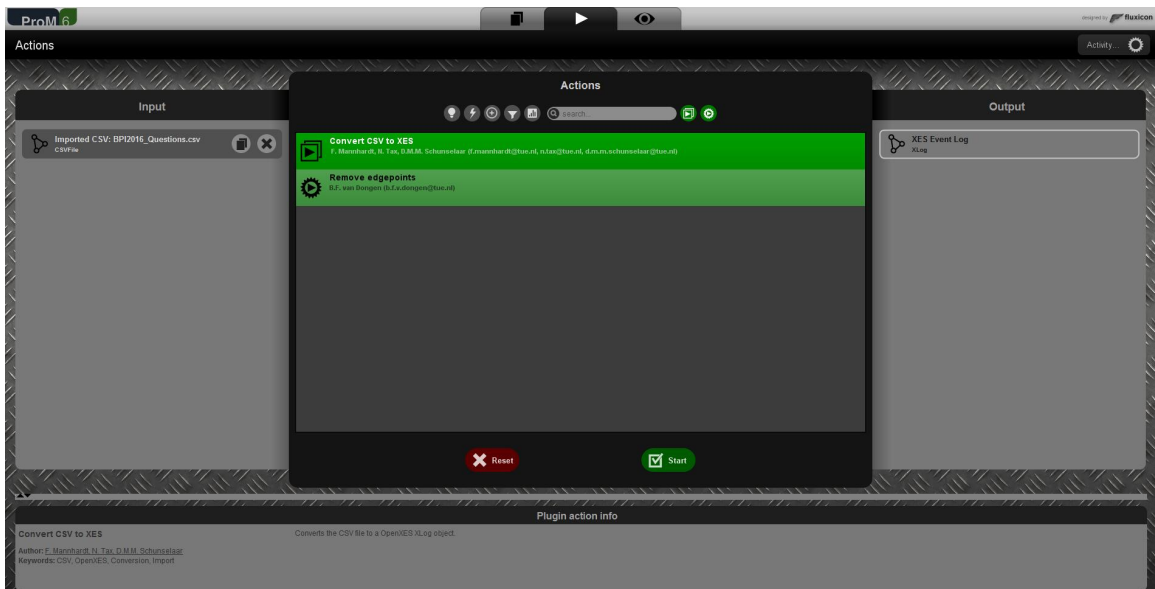 ProM 6
designed by fluxicon
Actions
Activity...
Actions
Input
Output
search...
Imported CSV: BPI2016_Questions.csv
CSVFile
Convert CSV to XES
F. Mannhardt, N. Tax, D.M.M. Schunselaar (f.mannhardt@tue.nl, n.tax@tue.nl, d.m.m.schunselaar@tue.nl)
XES Event Log
XLog
Remove edgepoints
B.F. van Dongen (b.f.v.dongen@tue.nl)
Reset
Start
Plugin action info
Convert CSV to XES
Converts the CSV file to a OpenXES XLog object.
Author: F. Mannhardt, N. Tax, D.M.M. Schunselaar
Keywords: CSV, OpenXES, Conversion, Import